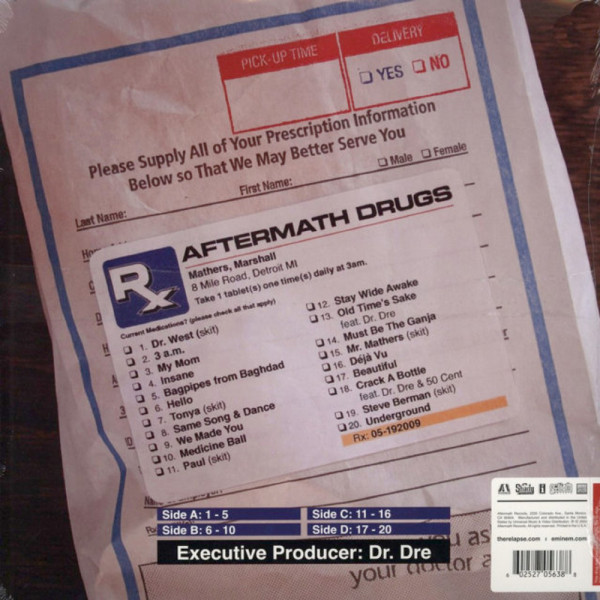 PICK-UP TIME
DELIVERY
YES
NO
Please Supply All of Your Prescription Information
Below so That We May Better Serve You
Male
Female
Last Name:
First Name:
Rx
AFTERMATH DRUGS
Mathers, Marshall
8 Mile Road, Detroit MI
Take 1 tablet(s) one time(s) daily at 3am.
Current Medications? (please check all that apply)
1. Dr. West (skit)
2. 3 a.m.
3. My Mom
4. Insane
5. Bagpipes from Baghdad
6. Hello
7. Tonya (skit)
8. Same Song & Dance
9. We Made You
10. Medicine Ball
11. Paul (skit)
12. Stay Wide Awake
13. Old Time's Sake
feat. Dr. Dre
14. Must Be The Ganja
15. Mr. Mathers (skit)
16. Déjà Vu
17. Beautiful
18. Crack A Bottle
feat. Dr. Dre & 50 Cent
19. Steve Berman (skit)
20. Underground
Rx: 05-192009
Side A: 1 - 5
Side C: 11 - 16
Side B: 6 - 10
Side D: 17 - 20
Executive Producer: Dr. Dre
you as
your doctor a
Shady
therelapse.com / eminem.com
6 02527 05638 8